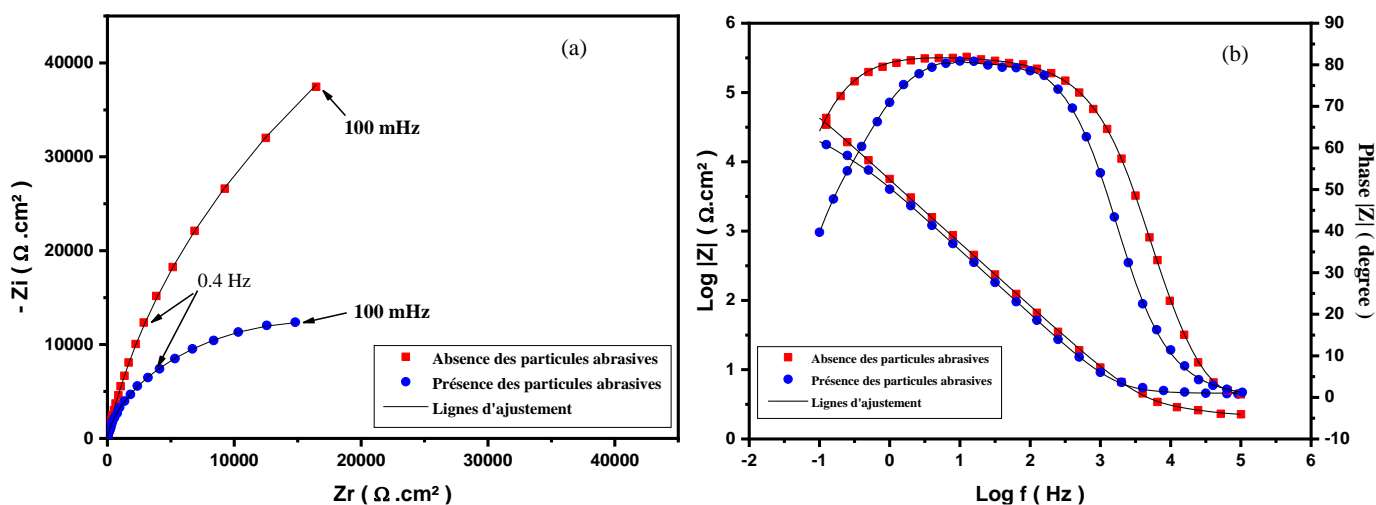 (a)
40000
30000
20000
10000
0
- Zi ( Ω .cm²)
100 mHz
0.4 Hz
100 mHz
Absence des particules abrasives
Présence des particules abrasives
Lignes d'ajustement
0 10000 20000 30000 40000
Zr ( Ω .cm²)
(b)
6
5
4
3
2
1
0
Log |Z| ( Ω.cm²)
Absence des particules abrasives
Présence des particules abrasives
Lignes d'ajustement
90
80
70
60
50
40
30
20
10
0
-10
Phase |Z| ( degree )
-2 -1 0 1 2 3 4 5 6
Log f ( Hz )